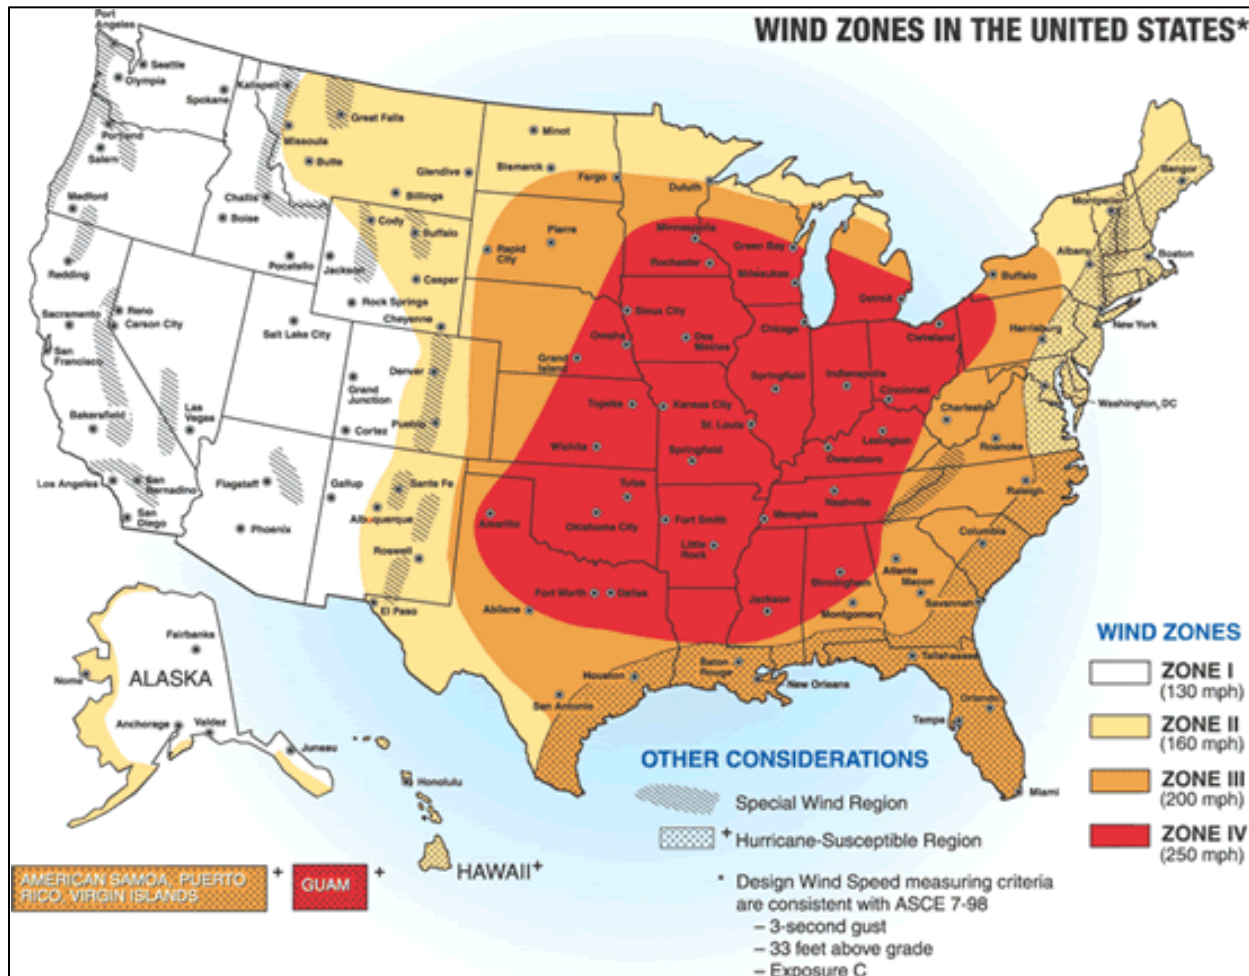 WIND ZONES IN THE UNITED STATES*
Port
Angeles
Seattle
Olympia
Spokane
Kalispell
Great Falls
Missoula
Butte
Glendive
Billings
Minot
Bismarck
Fargo
Duluth
Portland
Salem
Medford
Challis
Boise
Pocatello
Cody
Buffalo
Jackson
Casper
Rock Springs
Cheyenne
Rapid
City
Pierre
Minneapolis
Rochester
Green Bay
Milwaukee
Detroit
Chicago
Buffalo
Albany
Montpelier
Bangor
Boston
New York
Harrisburg
Washington, DC
Cleveland
Redding
Sacramento
San
Francisco
Reno
Carson City
Salt Lake City
Grand
Junction
Cortez
Denver
Pueblo
Sioux City
Omaha
Des
Moines
Grand
Island
Topeka
Kansas City
Wichita
Springfield
Springfield
St. Louis
Indianapolis
Cincinnati
Lexington
Owensboro
Charleston
Roanoke
Raleigh
Bakersfield
Las
Vegas
Los Angeles
San
Bernadino
San
Diego
Flagstaff
Phoenix
Gallup
Sante Fe
Albuquerque
Roswell
El Paso
Amarillo
Tulsa
Oklahoma City
Fort Smith
Little
Rock
Memphis
Nashville
Columbia
Atlanta
Macon
Savannah
Birmingham
Montgomery
Jackson
Fort Worth
Dallas
Abilene
Houston
San Antonio
Baton
Rouge
New Orleans
Tallahassee
Orlando
Tampa
Miami
Fairbanks
ALASKA
Nome
Anchorage
Valdez
Juneau
Honolulu
HAWAII+
AMERICAN SAMOA, PUERTO
RICO, VIRGIN ISLANDS
+
GUAM
+
OTHER CONSIDERATIONS
Special Wind Region
+ Hurricane-Susceptible Region
* Design Wind Speed measuring criteria
are consistent with ASCE 7-98
– 3-second gust
– 33 feet above grade
– Exposure C
WIND ZONES
ZONE I
(130 mph)
ZONE II
(160 mph)
ZONE III
(200 mph)
ZONE IV
(250 mph)